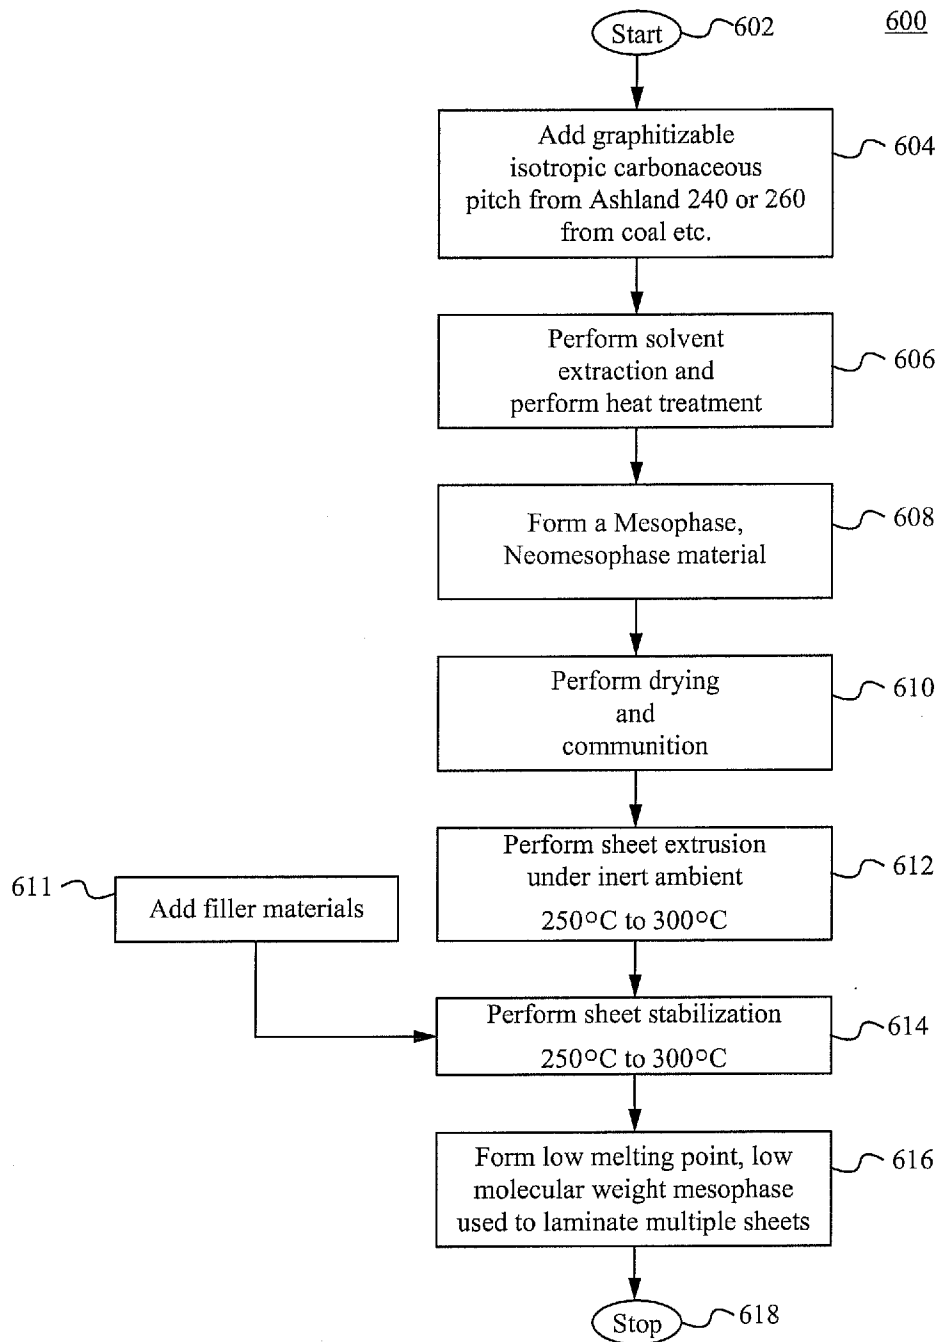 600
Start
602
Add graphitizable
isotropic carbonaceous
pitch from Ashland 240 or 260
from coal etc.
604
Perform solvent
extraction and
perform heat treatment
606
Form a Mesophase,
Neomesophase material
608
Perform drying
and
communition
610
Perform sheet extrusion
under inert ambient
250°C to 300°C
612
611
Add filler materials
Perform sheet stabilization
250°C to 300°C
614
Form low melting point, low
molecular weight mesophase
used to laminate multiple sheets
616
Stop
618